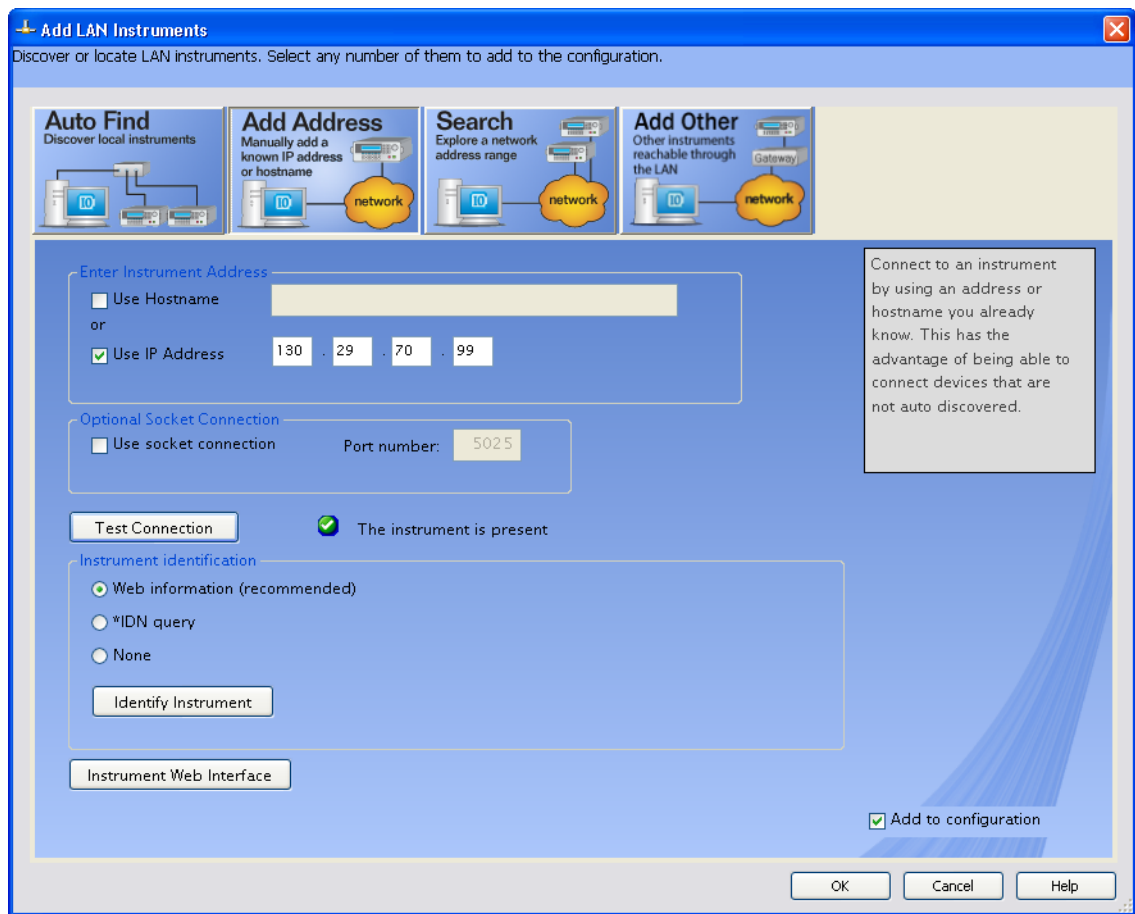 Add LAN Instruments
Discover or locate LAN instruments. Select any number of them to add to the configuration.
Auto Find
Discover local instruments
IO
Add Address
Manually add a
known IP address
or hostname
IO
network
Search
Explore a network
address range
IO
network
Add Other
Other instruments
reachable through
the LAN
Gateway
IO
network
Enter Instrument Address
Use Hostname
or
Use IP Address 130 . 29 . 70 . 99
Optional Socket Connection
Use socket connection Port number: 5025
Test Connection The instrument is present
Instrument identification
Web information (recommended)
*IDN query
None
Identify Instrument
Instrument Web Interface
Connect to an instrument
by using an address or
hostname you already
know. This has the
advantage of being able to
connect devices that are
not auto discovered.
Add to configuration
OK Cancel Help